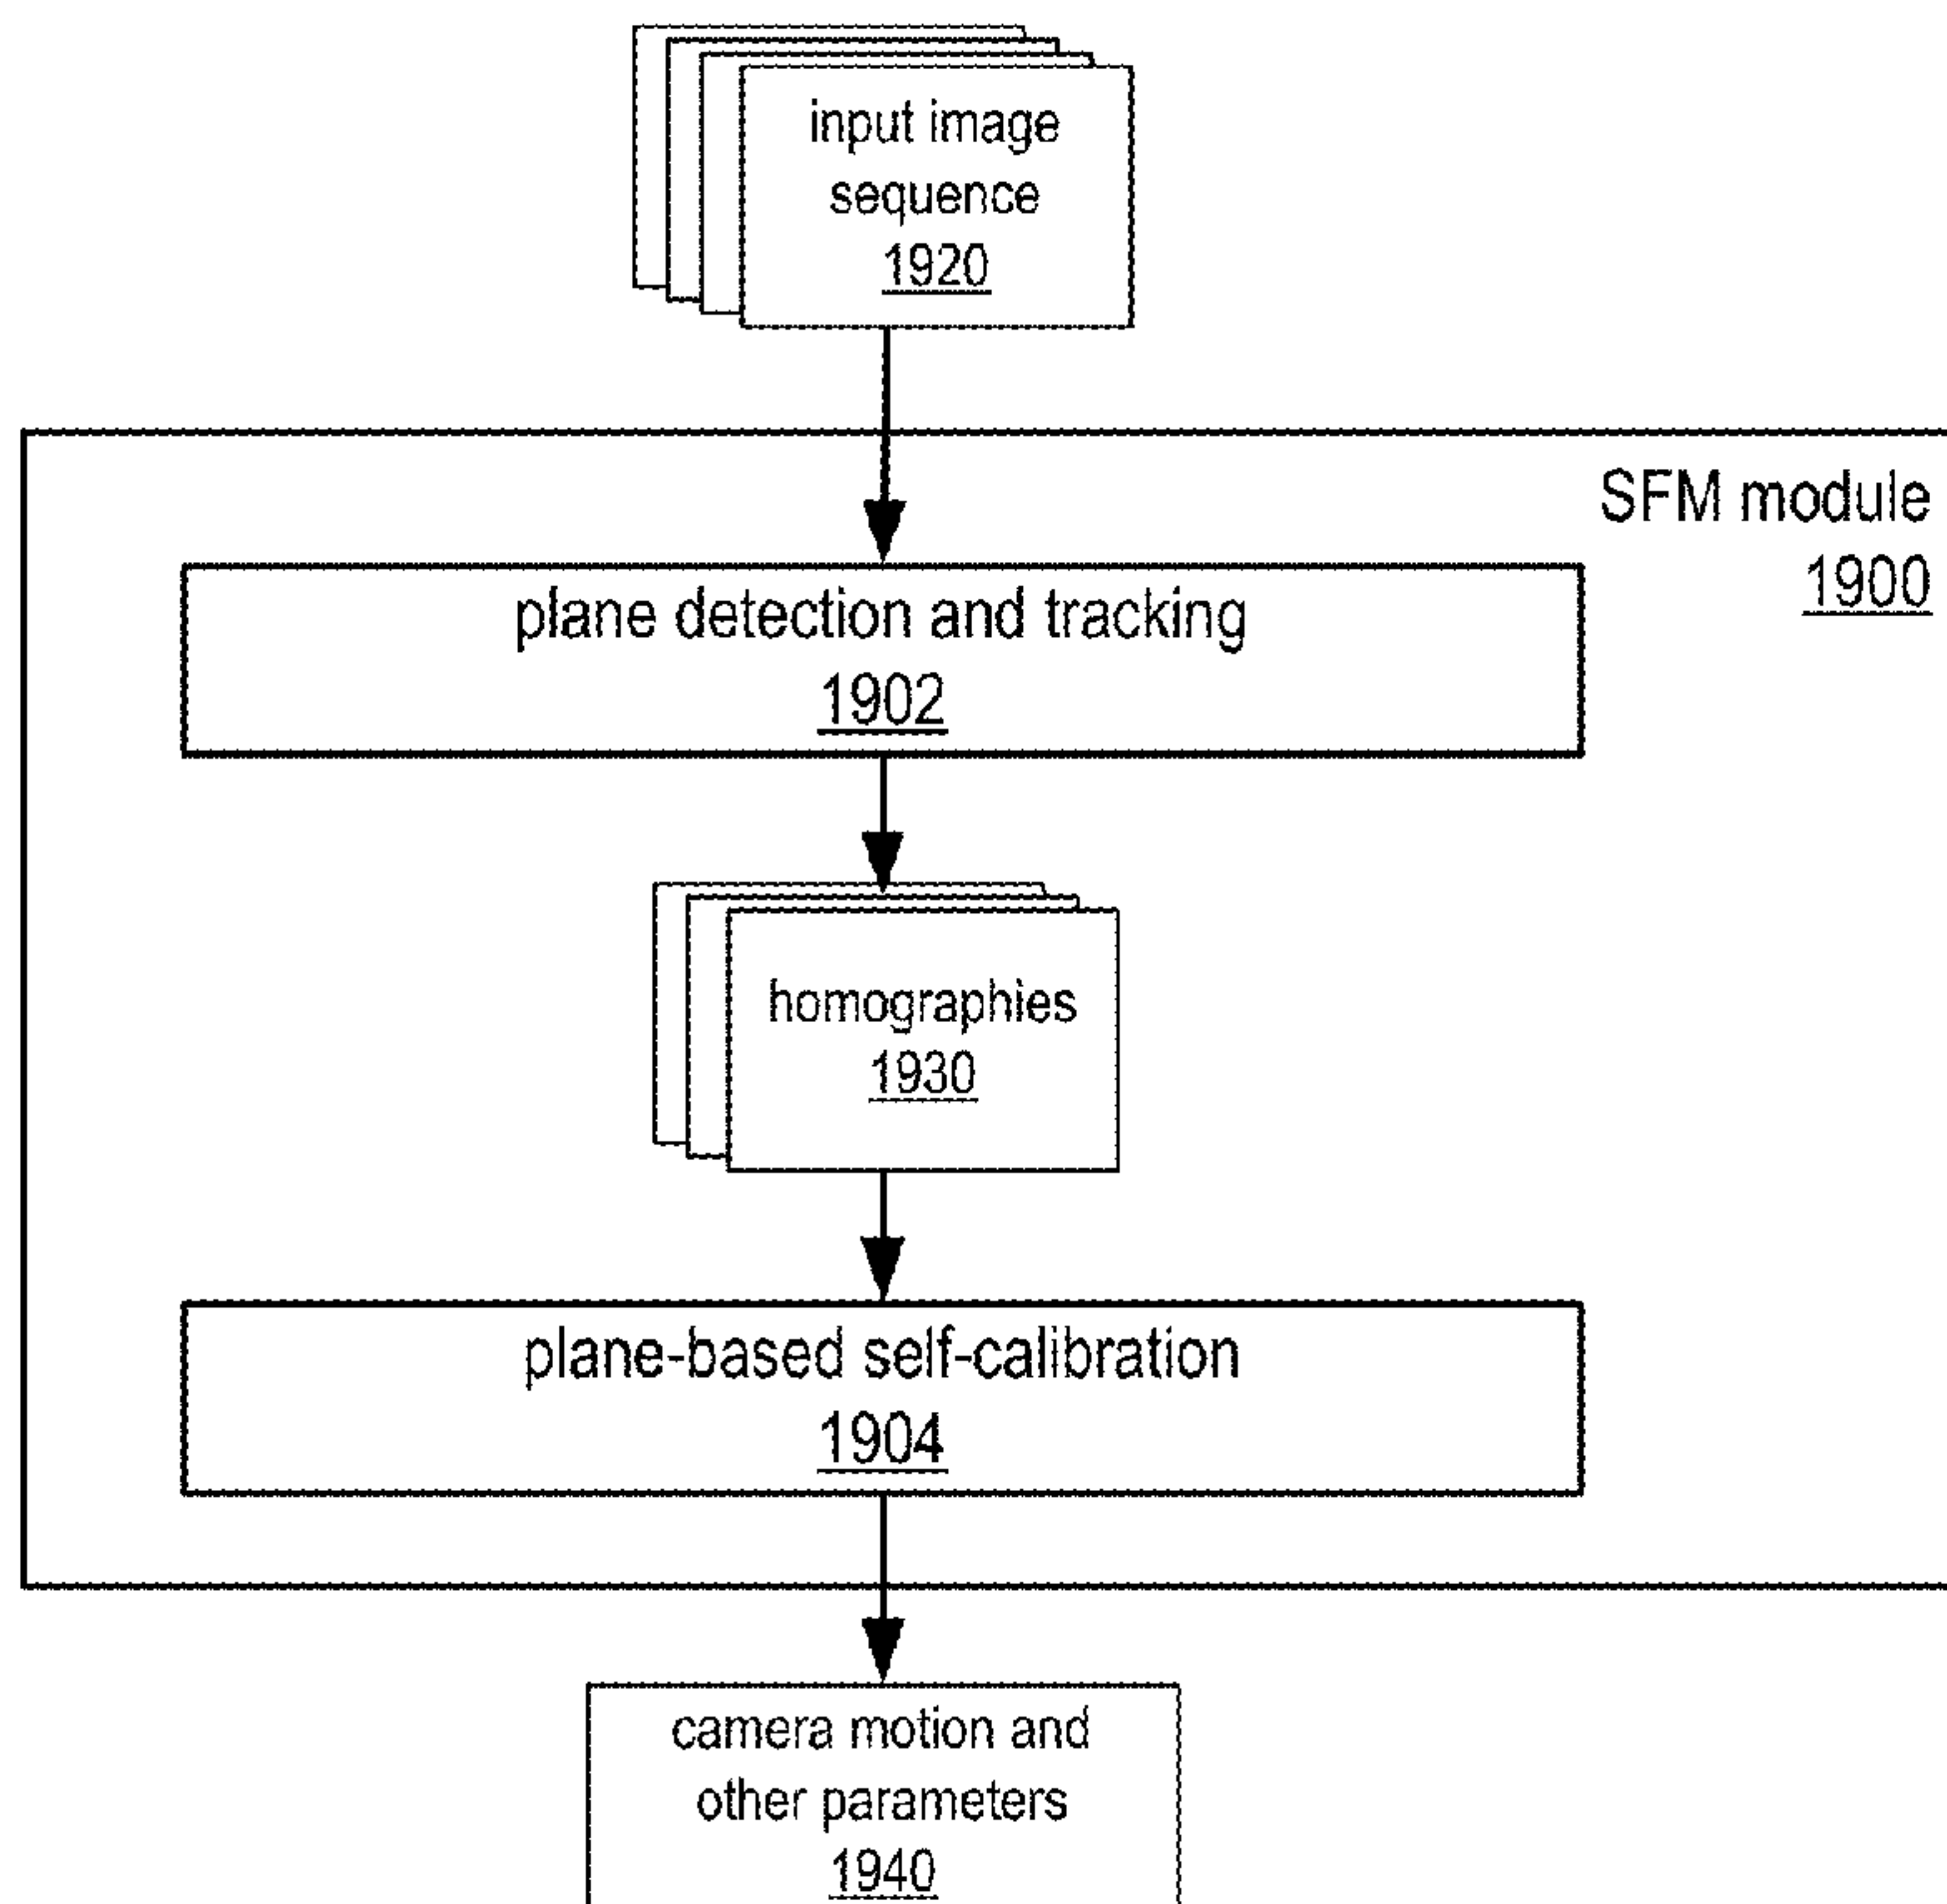 input image
sequence
1920
SFM module
1900
plane detection and tracking
1902
homographies
1930
plane-based self-calibration
1904
camera motion and
other parameters
1940